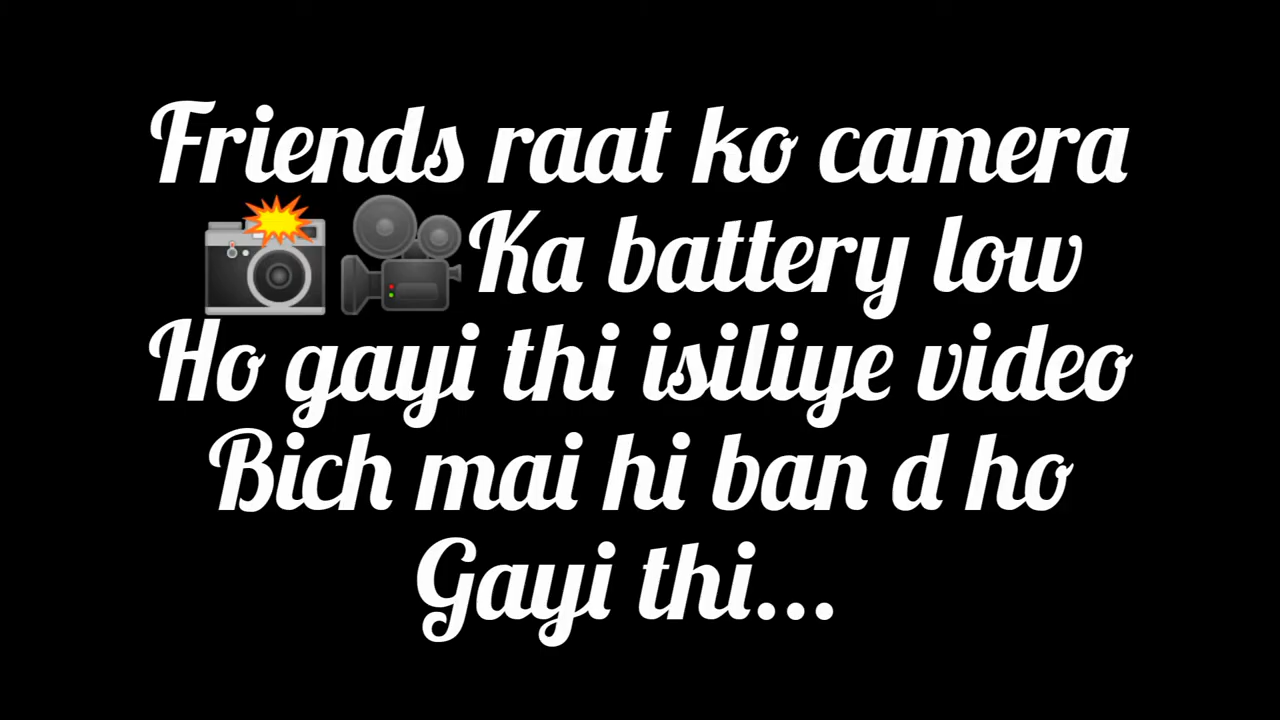 Friends raat ko camera
📸🎥Ka battery low
Ho gayi thi isiliye video
Bich mai hi ban d ho
Gayi thi...